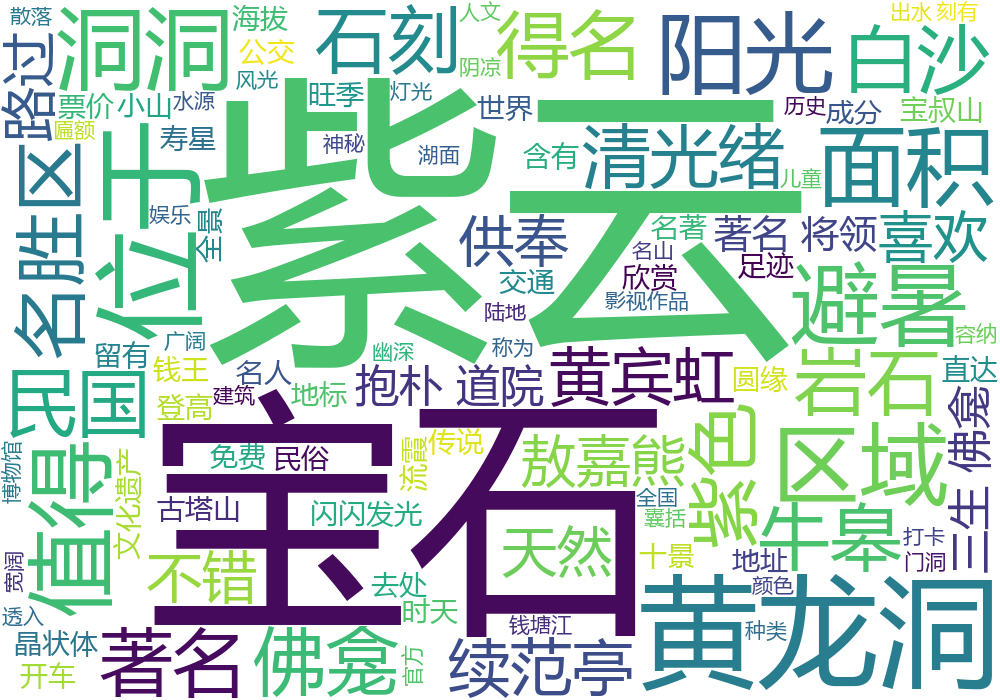 散落
洞洞
海拔
公交
石刻
人文
阴凉
得名
阳光
出水
刻有
白沙
路过
匾额
票价
小山
水源
风光
旺季
灯光
世界
历史
成分
宝叔山
寿星
神秘
湖面
紫云
含有
清光绪
儿童
面积
名胜区
位于
娱乐
全景
供奉
名著
著名
将领
喜欢
名山
欣赏
足迹
交通
影视作品
陆地
避暑
容纳
广阔
留有
幽深
称为
钱王
名人
建筑
登高
地标
抱朴
道院
黄宾虹
圆缘
岩石
直达
民国
博物馆
值得
文化遗产
免费
民俗
流霞
传说
敖嘉熊
紫色
区域
三生
佛龛
宝石
古塔山
闪闪发光
全国
囊括
天然
牛皋
打卡
门洞
宽阔
不错
去处
时天
十景
地址
颜色
透入
晶状体
开车
著名
佛龛
官方
钱塘江
续范亭
种类
黄龙洞